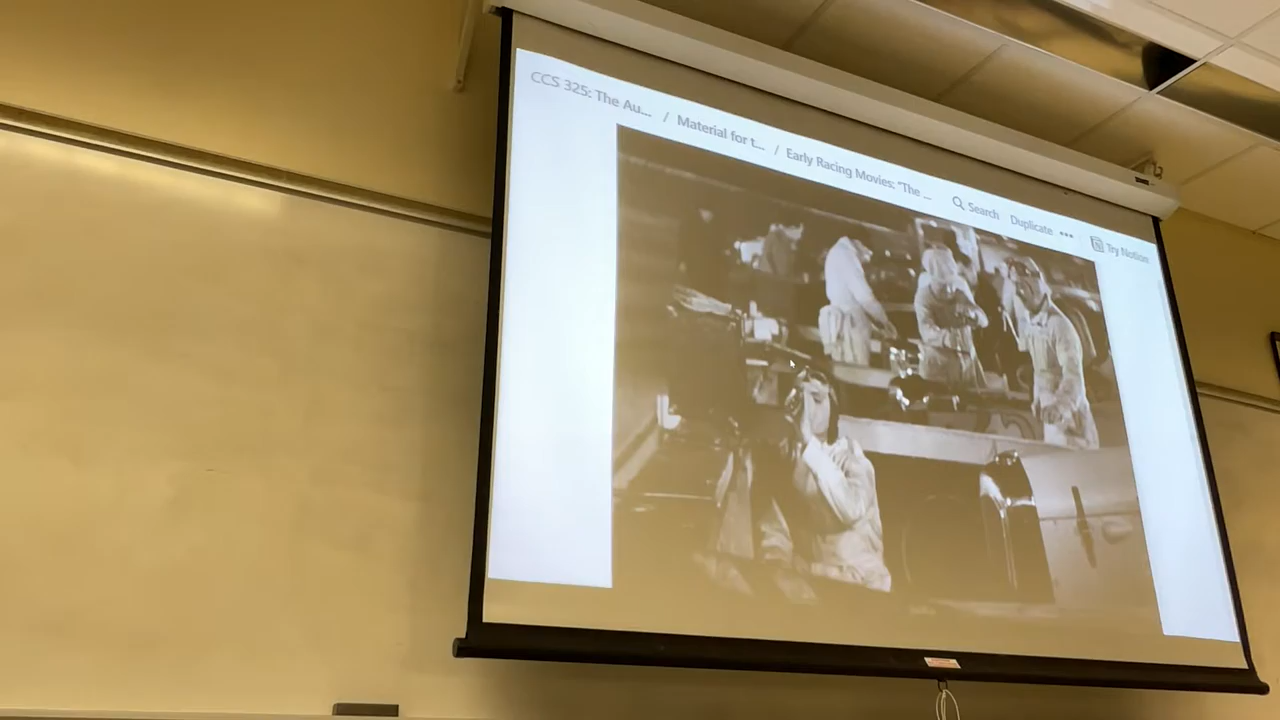 CCS 325: The Au... / Material for t... / Early Racing Movies: "The ...
Search Duplicate ••• Try Notion